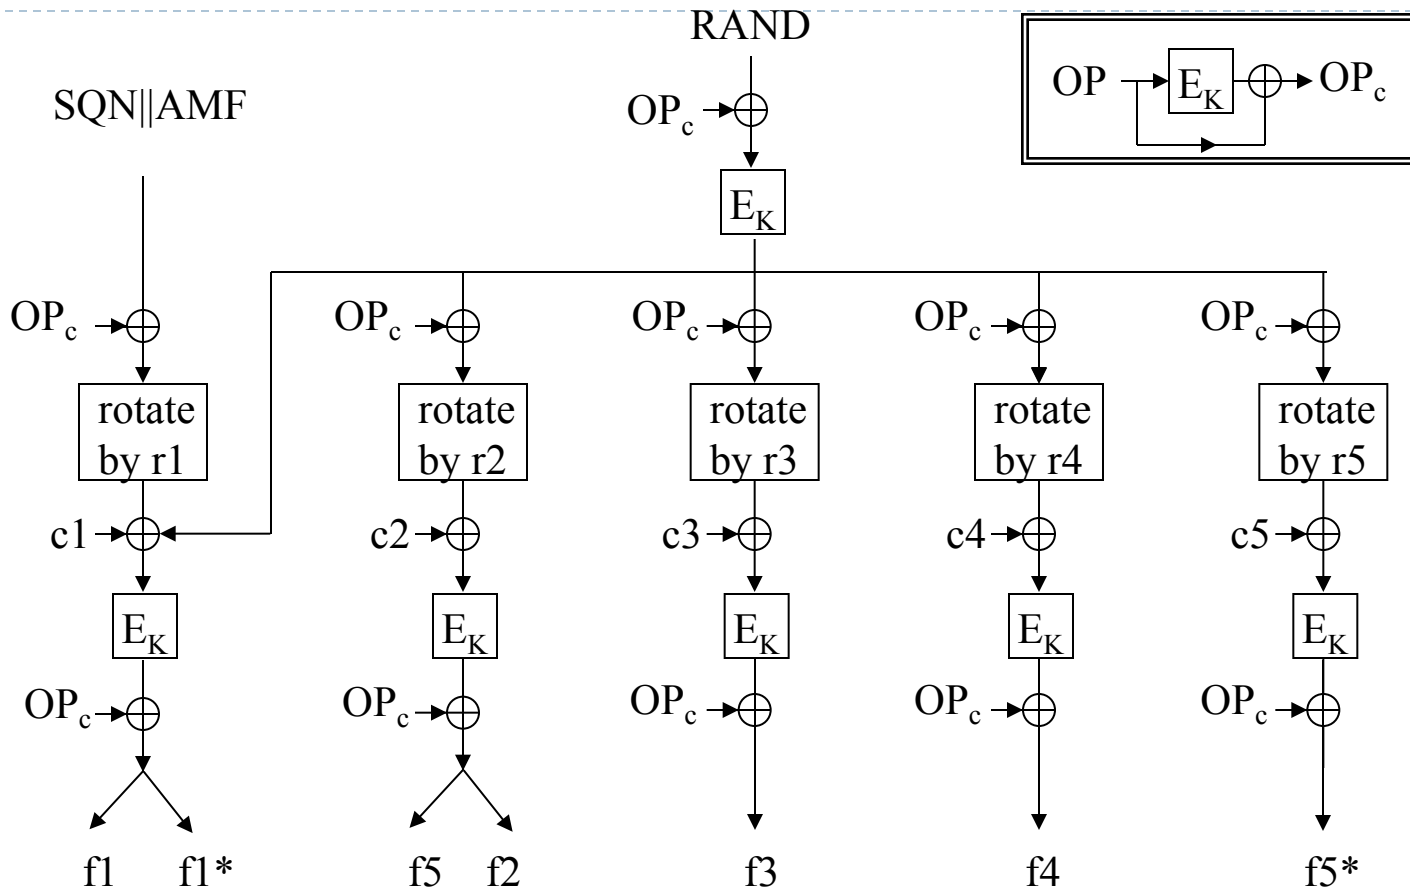 RAND
SQN||AMF
OPc
OP EK OPc
EK
OPc OPc OPc OPc OPc
rotate by r1
rotate by r2
rotate by r3
rotate by r4
rotate by r5
c1 c2 c3 c4 c5
EK EK EK EK EK
OPc OPc OPc OPc OPc
f1 f1* f5 f2 f3 f4 f5*